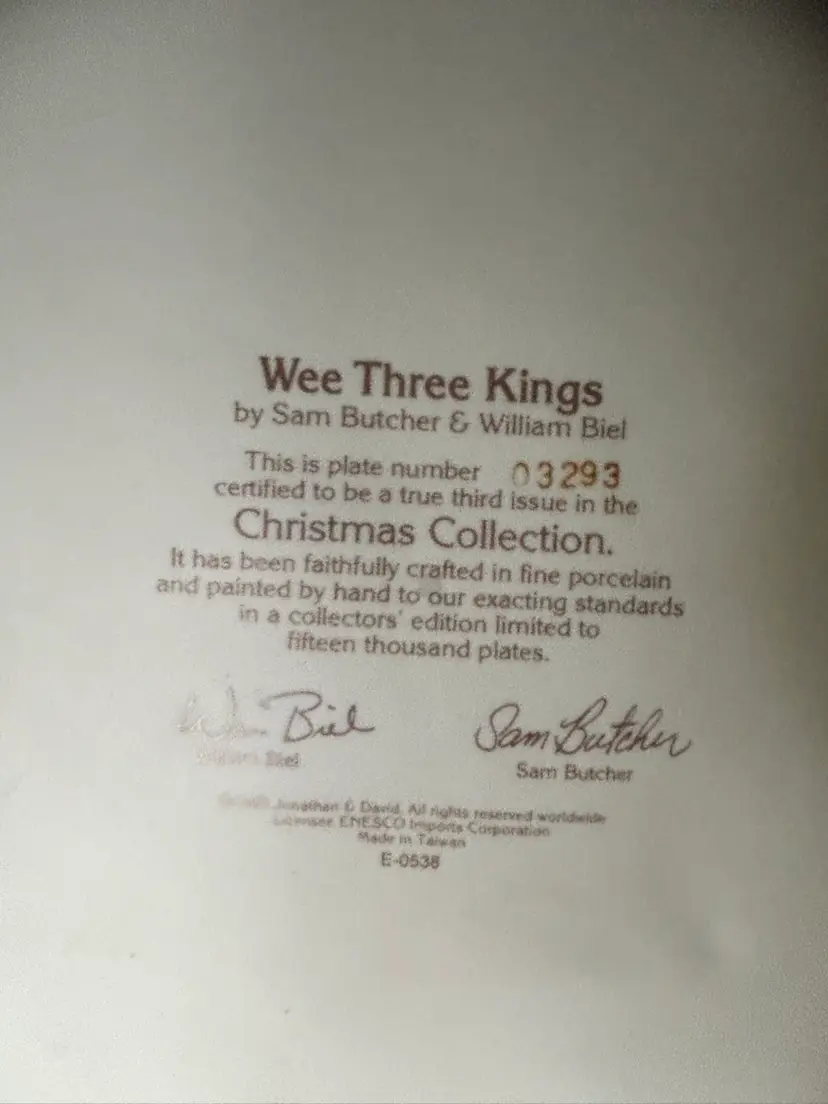 Wee Three Kings
by Sam Butcher & William Biel
This is plate number 03293
certified to be a true third issue in the
Christmas Collection.
It has been faithfully crafted in fine porcelain
and painted by hand to our exacting standards
in a collectors' edition limited to
fifteen thousand plates.
Wm Biel Sam Butcher
William Biel
Sam Butcher
Jonathan & David. All rights reserved worldwide
Licensee ENESCO Imports Corporation
Made in Taiwan
E-0538